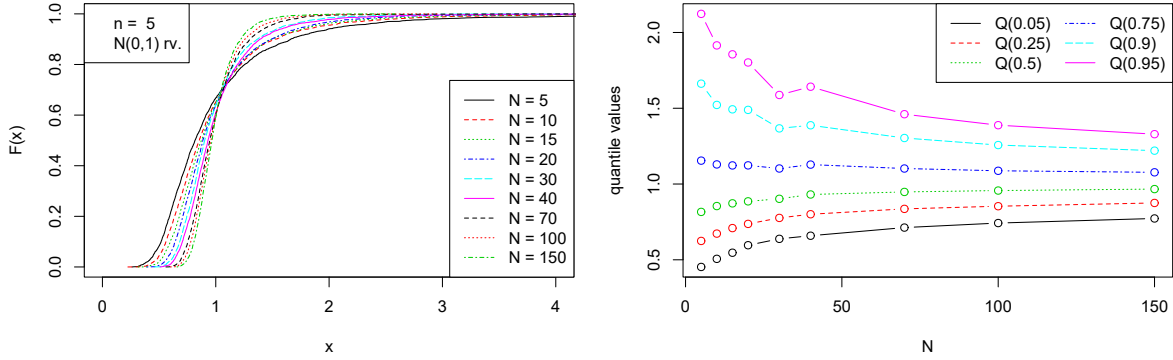 n = 5
N(0,1) rv.
F(x)
0.0
0.2
0.4
0.6
0.8
1.0
0
1
2
3
4
x
N = 5
N = 10
N = 15
N = 20
N = 30
N = 40
N = 70
N = 100
N = 150
quantile values
0.5
1.0
1.5
2.0
0
50
100
150
N
Q(0.05)
Q(0.25)
Q(0.5)
Q(0.75)
Q(0.9)
Q(0.95)